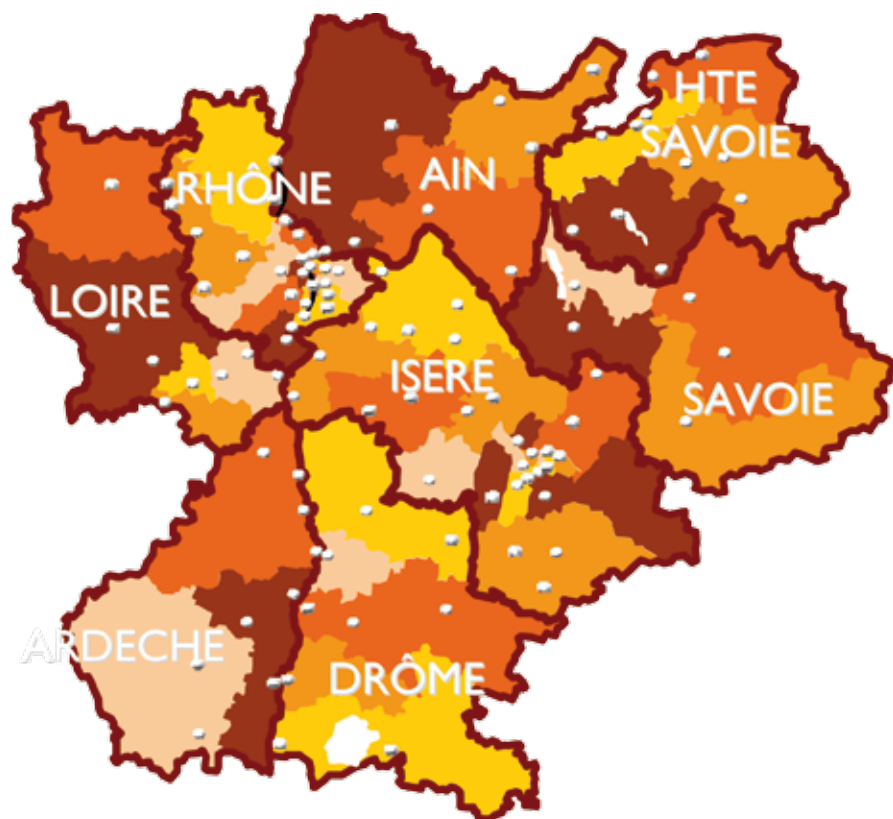 HTE
SAVOIE
RHÔNE
AIN
LOIRE
ISERE
SAVOIE
ARDECHE
DRÔME